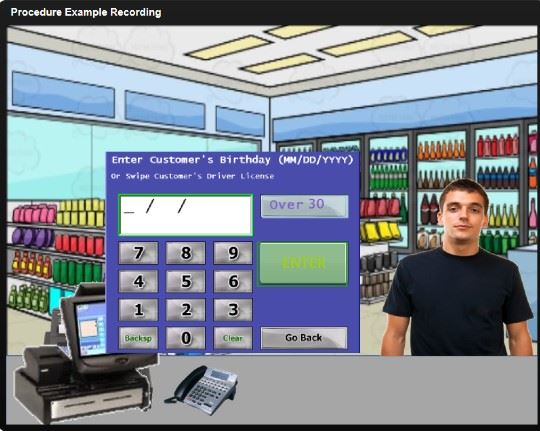 Procedure Example Recording
Enter Customer's Birthday (MM/DD/YYYY)
Or Swipe Customer's Driver License
_ / /
Over 30
7 8 9
ENTER
4 5 6
1 2 3
Backsp 0 Clear
Go Back